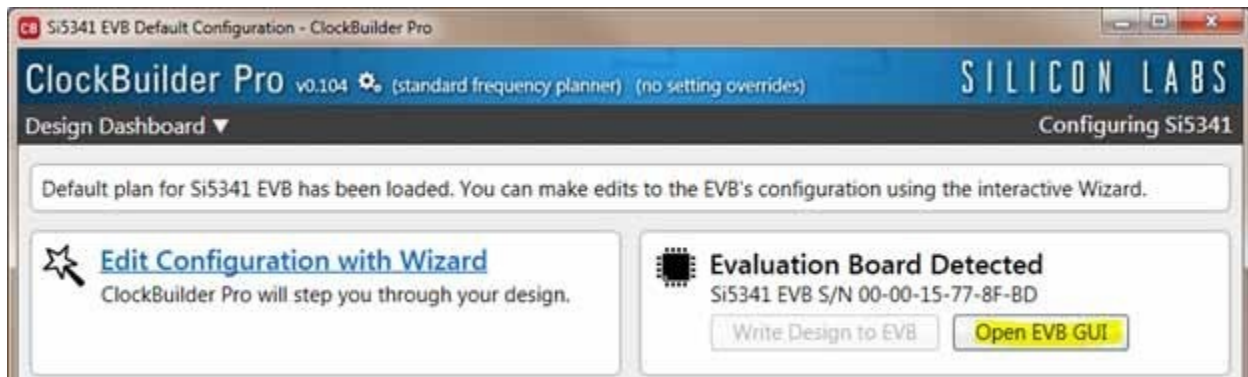 CB Si5341 EVB Default Configuration - ClockBuilder Pro
ClockBuilder Pro v0.104 (standard frequency planner) (no setting overrides) SILICON LABS
Design Dashboard ▼ Configuring Si5341
Default plan for Si5341 EVB has been loaded. You can make edits to the EVB's configuration using the interactive Wizard.
Edit Configuration with Wizard
ClockBuilder Pro will step you through your design.
Evaluation Board Detected
Si5341 EVB S/N 00-00-15-77-8F-BD
Write Design to EVB Open EVB GUI